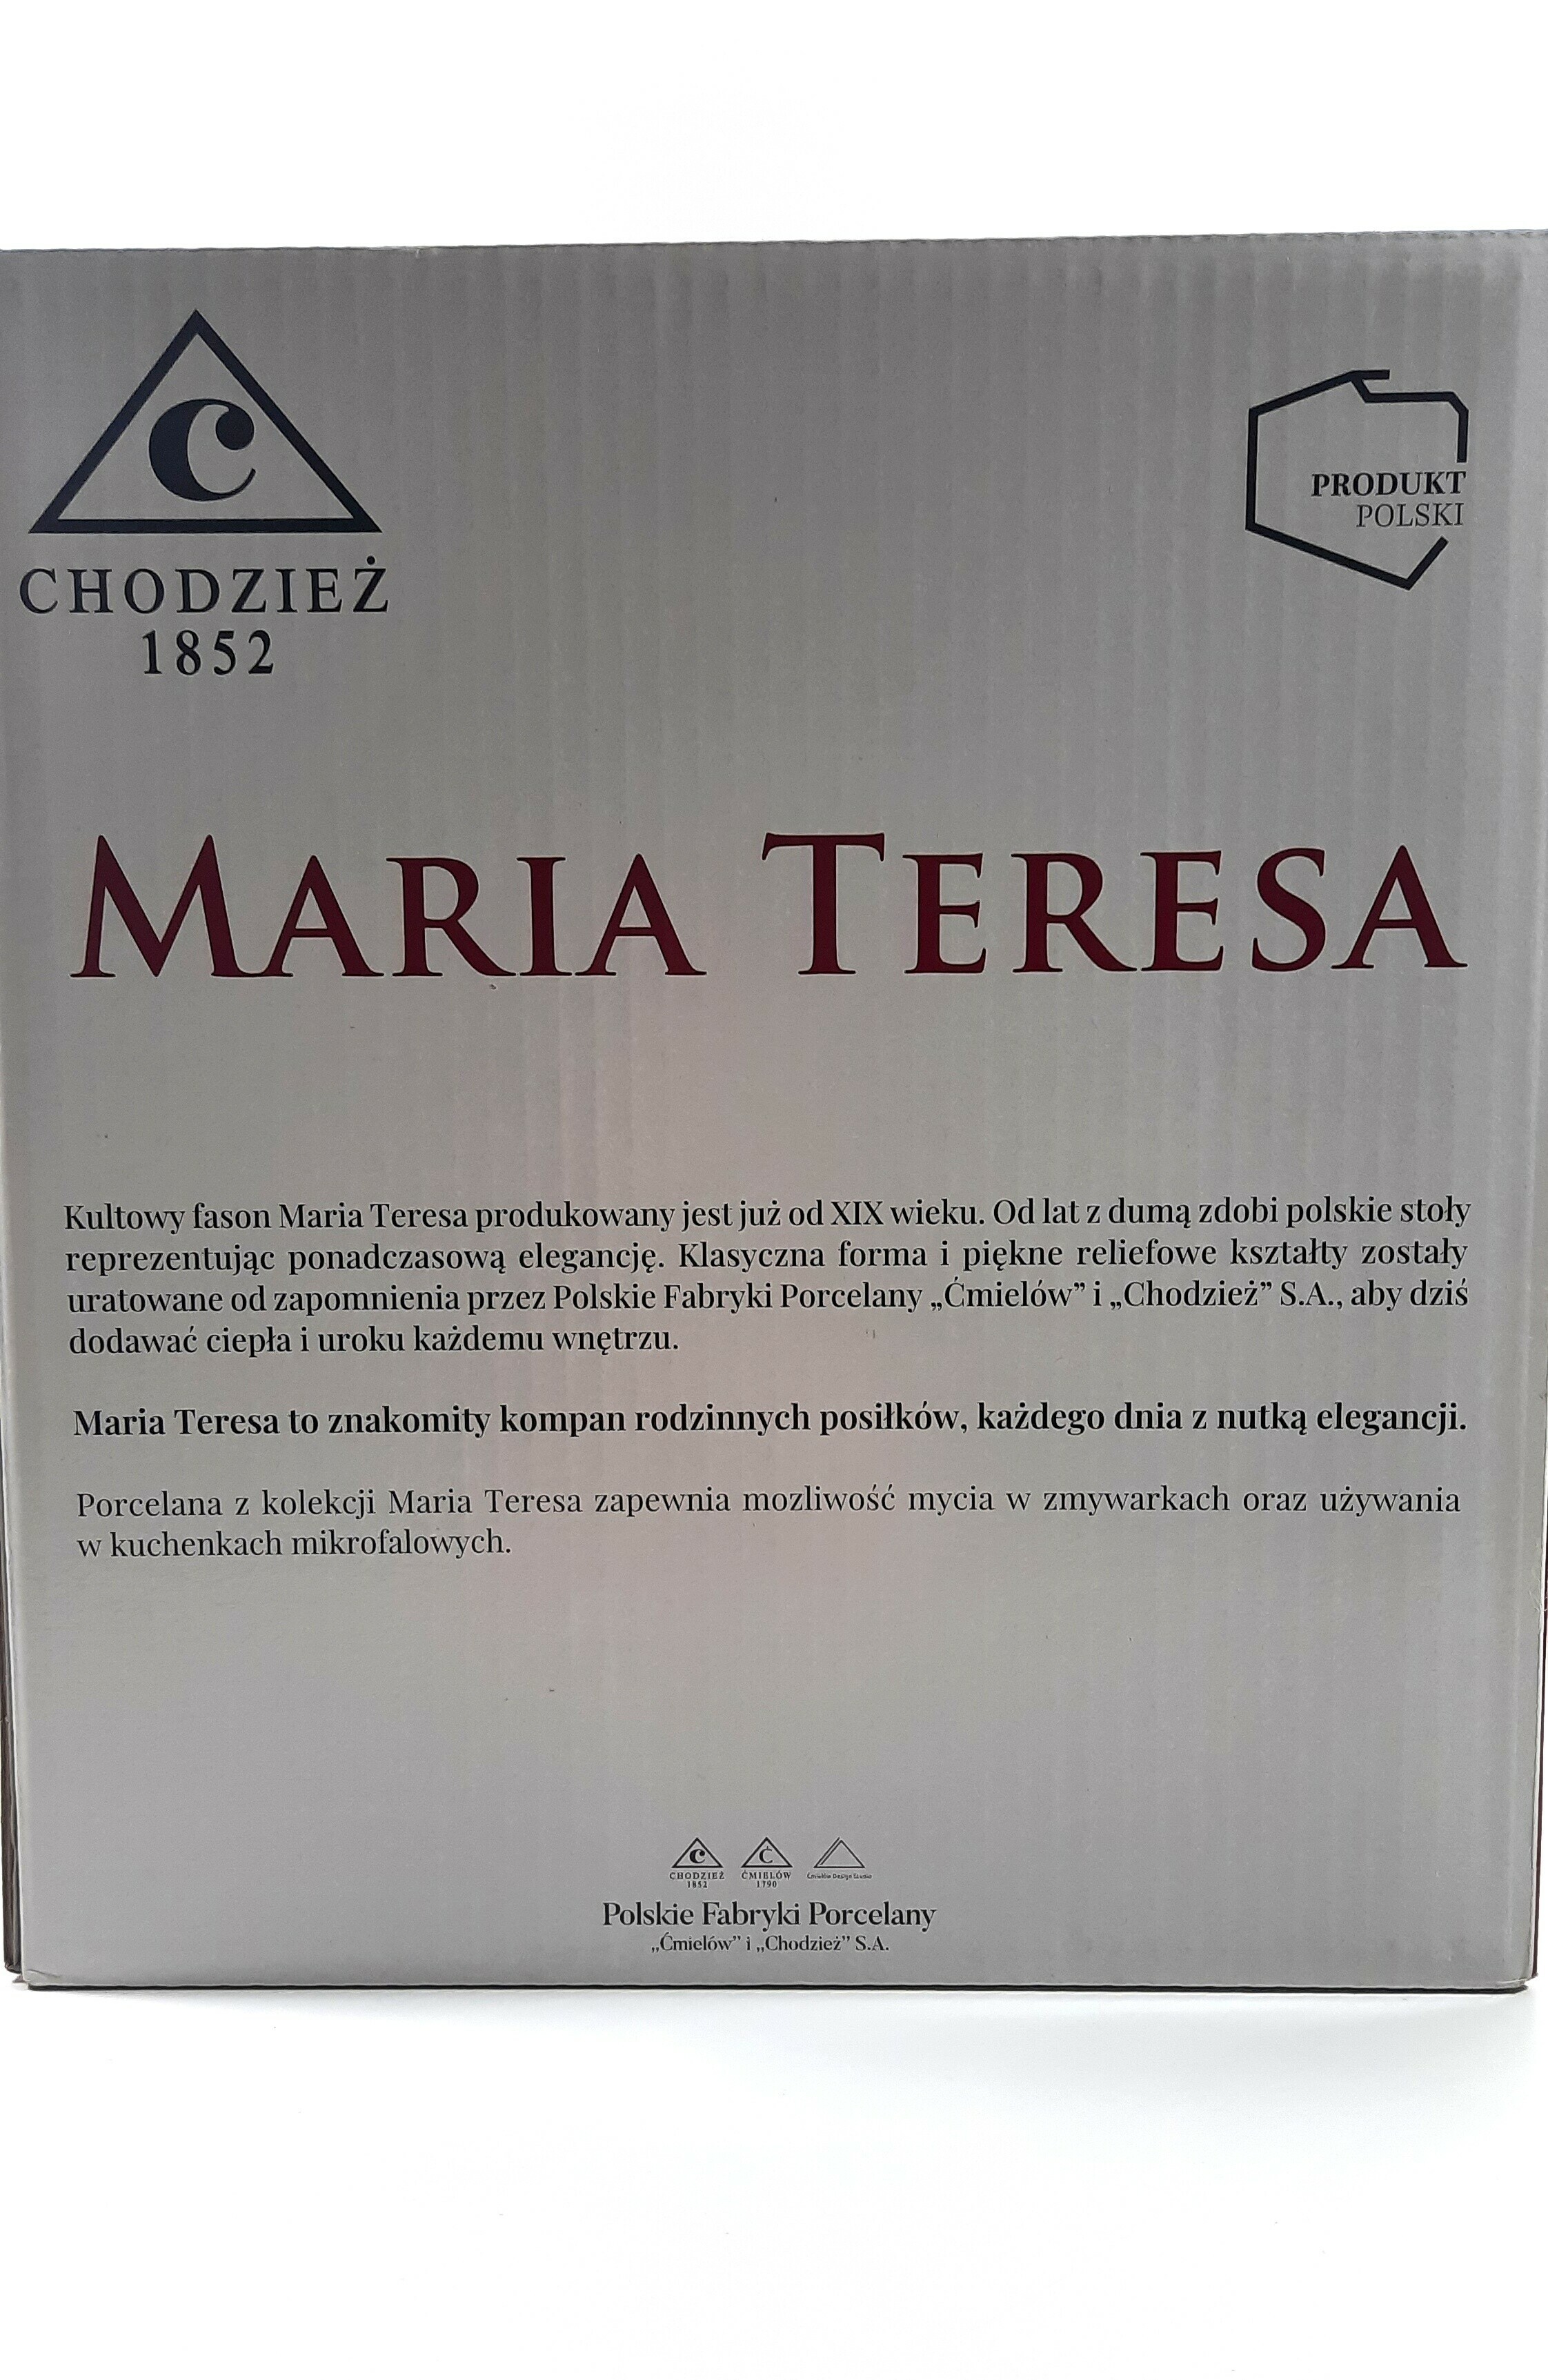 C
CHODZIEŻ
1852
PRODUKT
POLSKI
MARIA TERESA
Kultowy fason Maria Teresa produkowany jest już od XIX wieku. Od lat z dumą zdobi polskie stoły
reprezentując ponadczasową elegancję. Klasyczna forma i piękne reliefowe kształty zostały
uratowane od zapomnienia przez Polskie Fabryki Porcelany „Ćmielów” i „Chodzież” S.A., aby dziś
dodawać ciepła i uroku każdemu wnętrzu.
Maria Teresa to znakomity kompan rodzinnych posiłków, każdego dnia z nutką elegancji.
Porcelana z kolekcji Maria Teresa zapewnia mozliwość mycia w zmywarkach oraz używania
w kuchenkach mikrofalowych.
C Ć
CHODZIEŻ ĆMIELÓW Ćmielów Design Studio
1852 1790
Polskie Fabryki Porcelany
„Ćmielów” i „Chodzież” S.A.